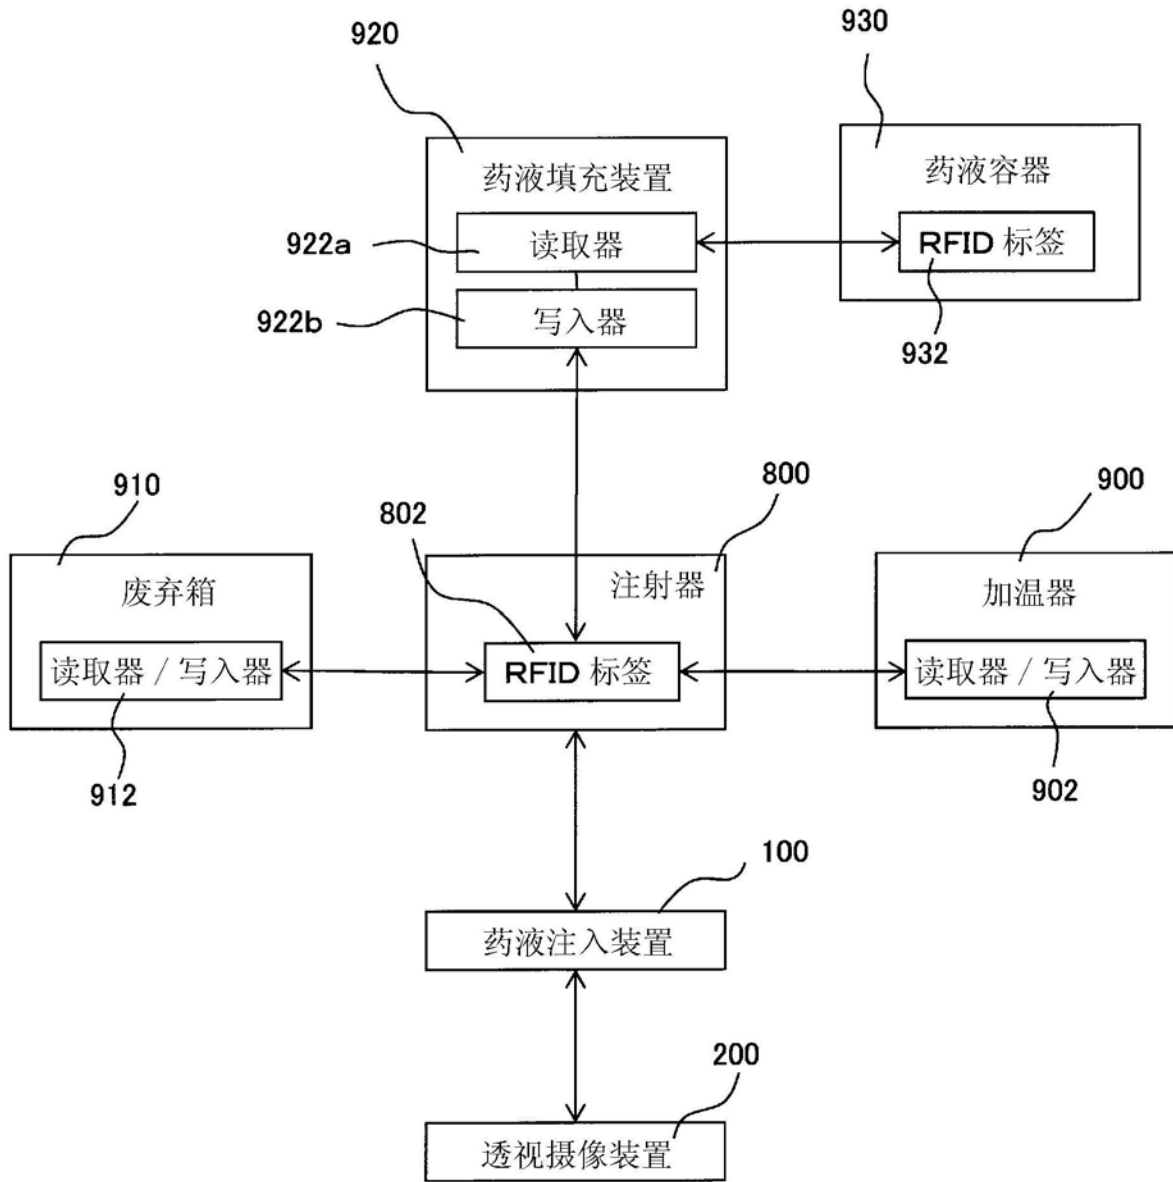 920
930
药液填充装置
药液容器
922a
读取器
RFID 标签
922b
写入器
932
910
802
800
900
废弃箱
注射器
加温器
读取器／写入器
RFID 标签
读取器／写入器
912
902
100
药液注入装置
200
透视摄像装置